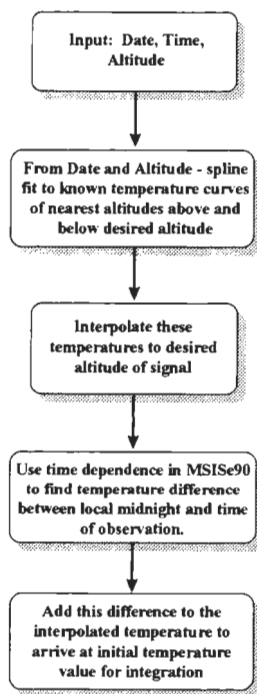 Input: Date, Time,
Altitude
From Date and Altitude - spline
fit to known temperature curves
of nearest altitudes above and
below desired altitude
Interpolate these
temperatures to desired
altitude of signal
Use time dependence in MSISe90
to find temperature difference
between local midnight and time
of observation.
Add this difference to the
interpolated temperature to
arrive at initial temperature
value for integration